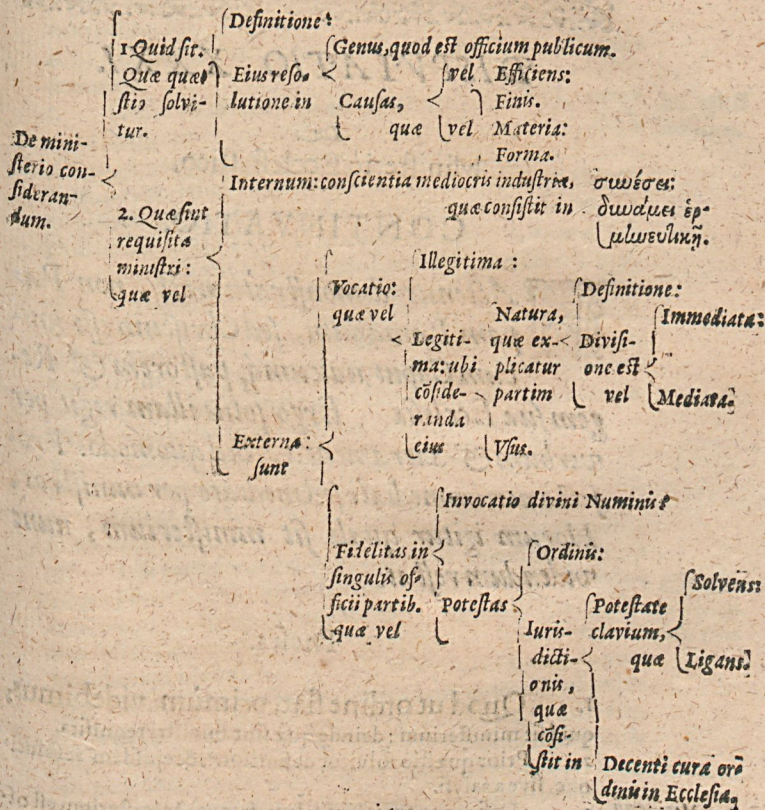 De mini-
sterio con-
sideran-
dum.
1 Quid sit.
Quæ quæ-
stio solvi-
tur.
Definitione:
Eius reso-
lutione in
Genus, quod est officium publicum.
Causas,
quæ
vel Efficiens:
Finis.
vel Materia:
Forma.
2. Quæ sint
requisita
ministri:
quæ vel
Internum: conscientia mediocris industriæ,
quæ consistit in
συνέσει:
δυνάμει ἑρ-
μηνευτικῇ.
Externa:
sunt
Vocatio:
quæ vel
Illegitima:
Legiti-
ma: ubi
cõside-
randa
eius
Natura,
quæ ex-
plicatur
partim
Definitione:
Divisi-
one est
vel
Immediata:
Mediata.
Vsus.
Fidelitas in
singulis of-
ficii partib.
quæ vel
Invocatio divini Numinis:
Potestas
Ordinis:
Iuris-
dicti-
onis,
quæ
cõsi-
stit in
Potestate
clavium,
quæ
Solvens:
Ligans.
Decenti cura or-
dinis in Ecclesia.